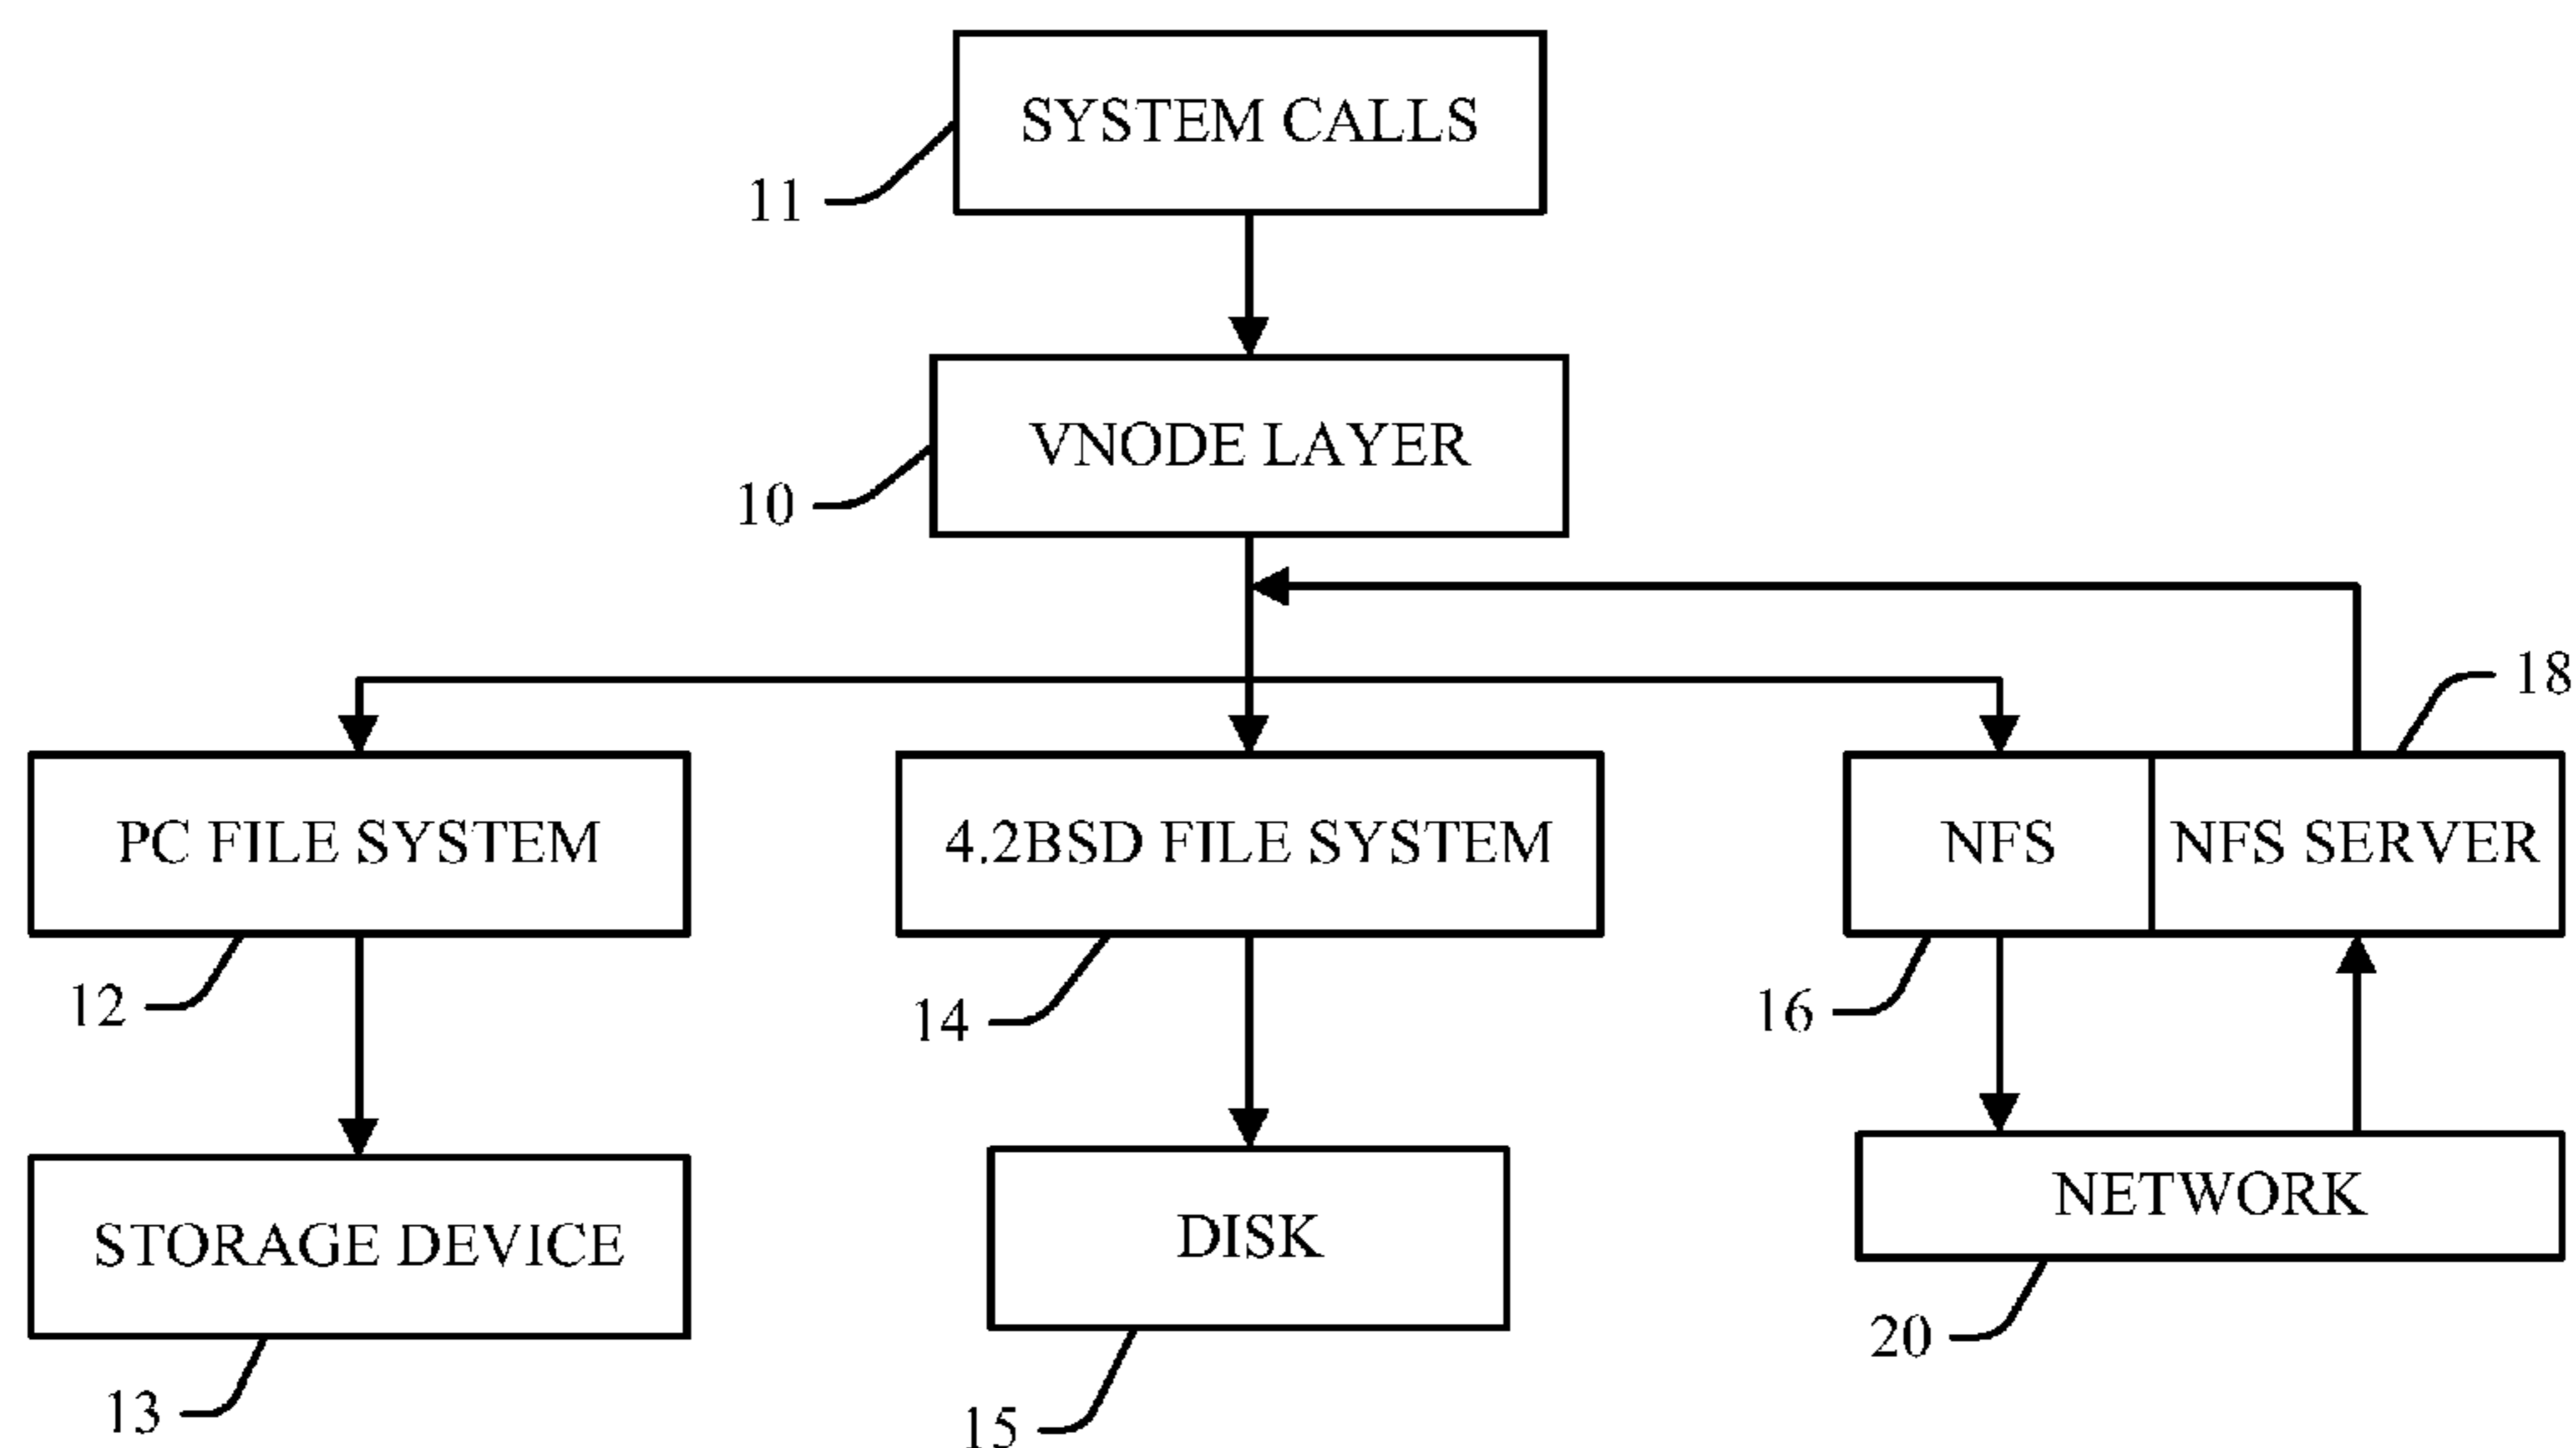 SYSTEM CALLS
11
VNODE LAYER
10
18
PC FILE SYSTEM
4.2BSD FILE SYSTEM
NFS
NFS SERVER
12
14
16
STORAGE DEVICE
DISK
NETWORK
13
15
20